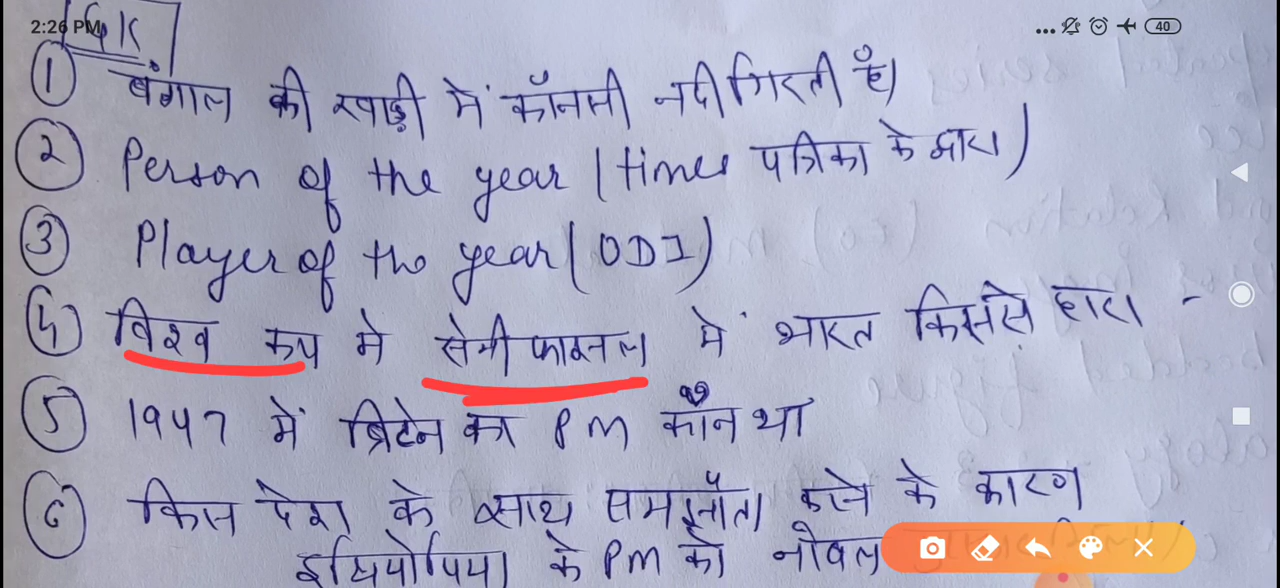 2:26 PM
... 40
GK
① बंगाल की खाड़ी में कौनसी नदी गिरती है।
② Person of the year (times पत्रिका के द्वारा)
③ Player of the year (ODI)
④ विश्व कप मे सेमीफाइनल में भारत किससे हारा -
⑤ 1947 में ब्रिटेन का PM कौन था
⑥ किस देश के साथ समझौता करने के कारण
इथियोपिया के PM को नोबल